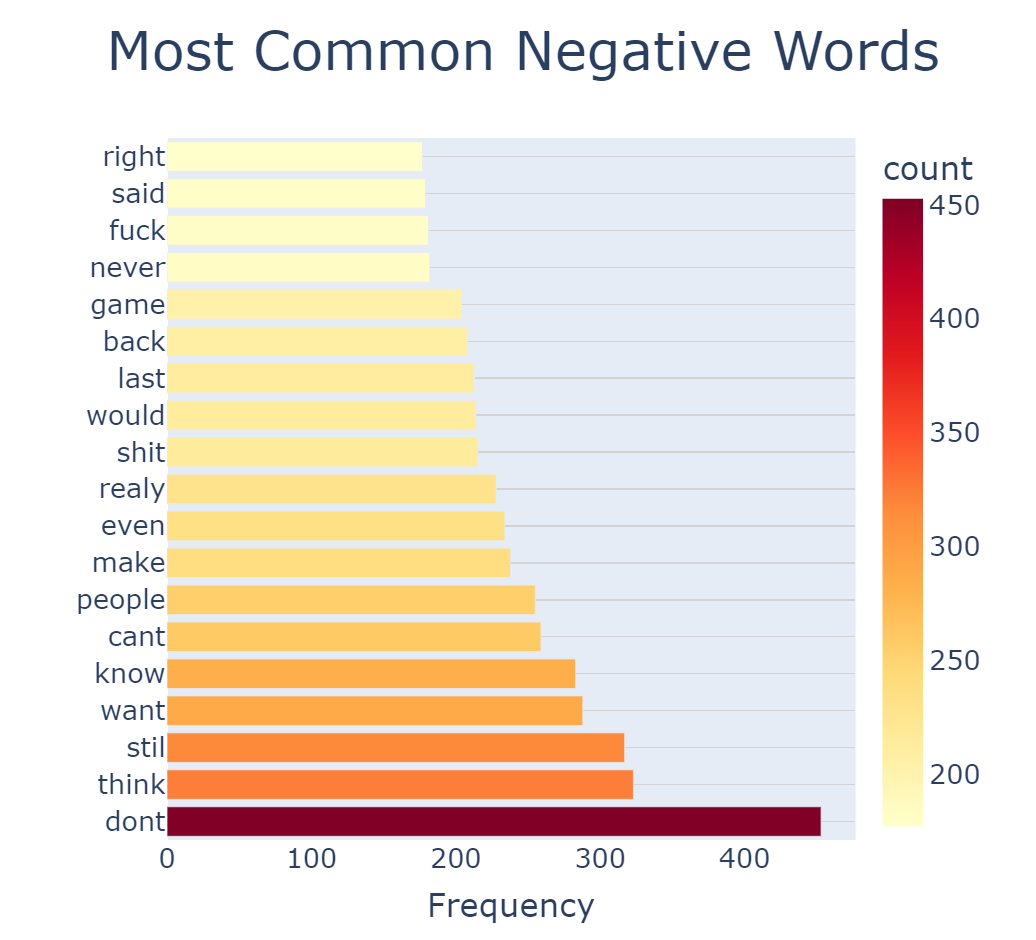 Most Common Negative Words
right
said
fuck
never
game
back
last
would
shit
realy
even
make
people
cant
know
want
stil
think
dont
0 100 200 300 400
Frequency
count
450
400
350
300
250
200